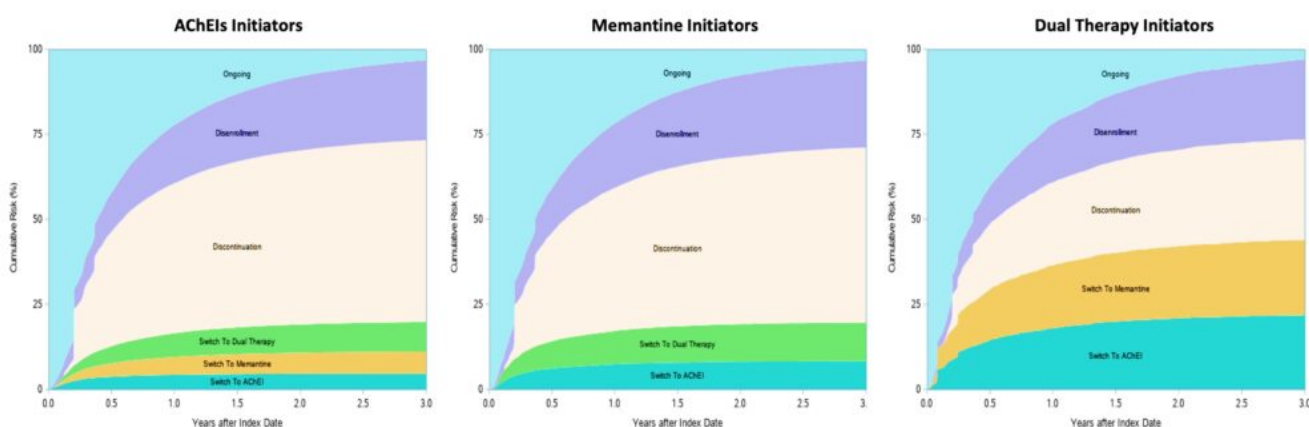 AChEIs Initiators
100
75
50
25
0
Cumulative Risk (%)
Ongoing
Disenrollment
Discontinuation
Switch To Dual Therapy
Switch To Memantine
Switch To AChEI
0.0 0.5 1.0 1.5 2.0 2.5 3.0
Years after Index Date
Memantine Initiators
100
75
50
25
0
Cumulative Risk (%)
Ongoing
Disenrollment
Discontinuation
Switch To Dual Therapy
Switch To AChEI
0.0 0.5 1.0 1.5 2.0 2.5 3.
Years after Index Date
Dual Therapy Initiators
100
75
50
25
0
Cumulative Risk (%)
Ongoing
Disenrollment
Discontinuation
Switch To Memantine
Switch To AChEI
0.0 0.5 1.0 1.5 2.0 2.5 3.0
Years after Index Date